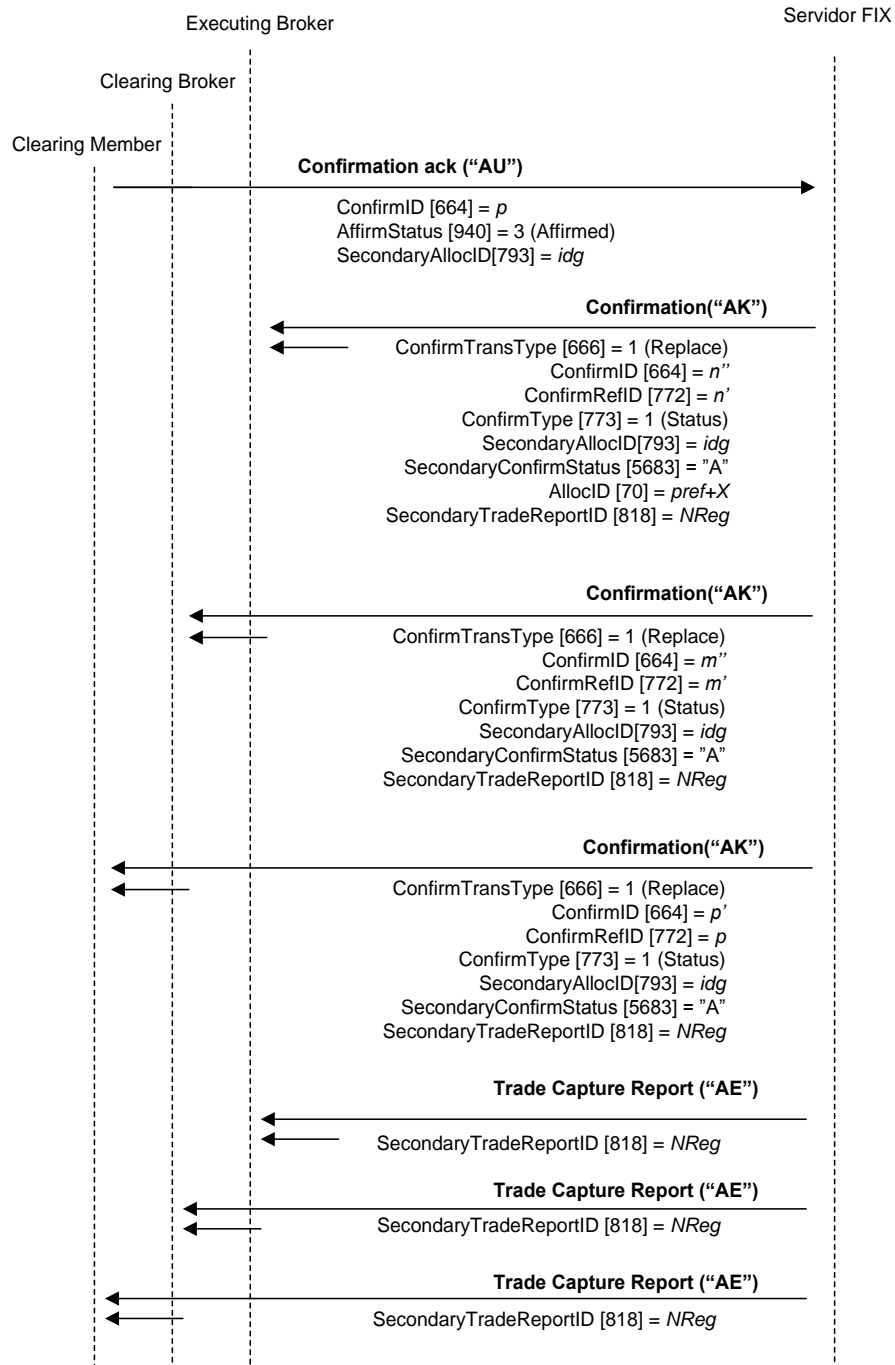 Servidor FIX
Executing Broker
Clearing Broker
Clearing Member
Confirmation ack (“AU”)
ConfirmID [664] = p
AffirmStatus [940] = 3 (Affirmed)
SecondaryAllocID[793] = idg
Confirmation(“AK”)
ConfirmTransType [666] = 1 (Replace)
ConfirmID [664] = n’’
ConfirmRefID [772] = n’
ConfirmType [773] = 1 (Status)
SecondaryAllocID[793] = idg
SecondaryConfirmStatus [5683] = ”A”
AllocID [70] = pref+X
SecondaryTradeReportID [818] = NReg
Confirmation(“AK”)
ConfirmTransType [666] = 1 (Replace)
ConfirmID [664] = m’’
ConfirmRefID [772] = m’
ConfirmType [773] = 1 (Status)
SecondaryAllocID[793] = idg
SecondaryConfirmStatus [5683] = ”A”
SecondaryTradeReportID [818] = NReg
Confirmation(“AK”)
ConfirmTransType [666] = 1 (Replace)
ConfirmID [664] = p’
ConfirmRefID [772] = p
ConfirmType [773] = 1 (Status)
SecondaryAllocID[793] = idg
SecondaryConfirmStatus [5683] = ”A”
SecondaryTradeReportID [818] = NReg
Trade Capture Report (“AE”)
SecondaryTradeReportID [818] = NReg
Trade Capture Report (“AE”)
SecondaryTradeReportID [818] = NReg
Trade Capture Report (“AE”)
SecondaryTradeReportID [818] = NReg